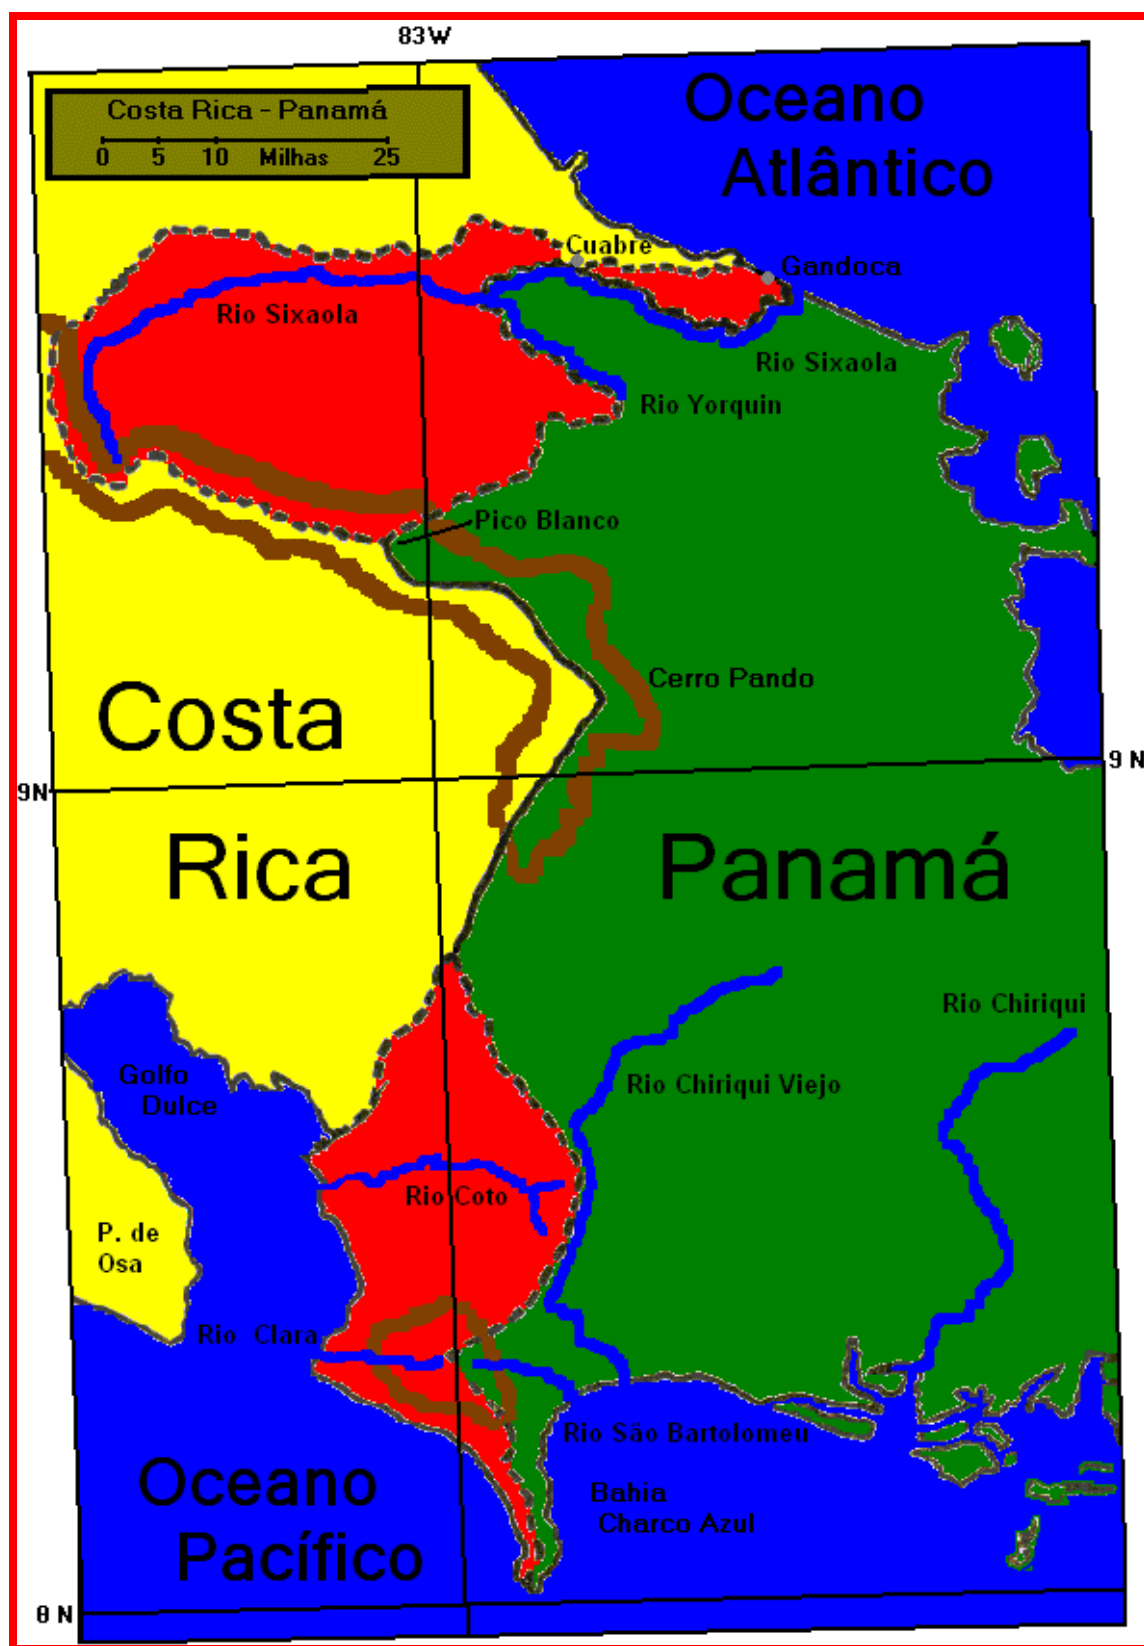 83W
Costa Rica - Panamá
0 5 10 Milhas 25
Oceano
Atlântico
Cuabre
Gandoca
Rio Sixaola
Rio Sixaola
Rio Yorquin
Pico Blanco
Cerro Pando
Costa
9N
9 N
Rica
Panamá
Rio Chiriqui
Golfo
Dulce
Rio Chiriqui Viejo
Rio Coto
P. de
Osa
Rio Clara
Rio São Bartolomeu
Oceano
Pacífico
Bahia
Charco Azul
8 N